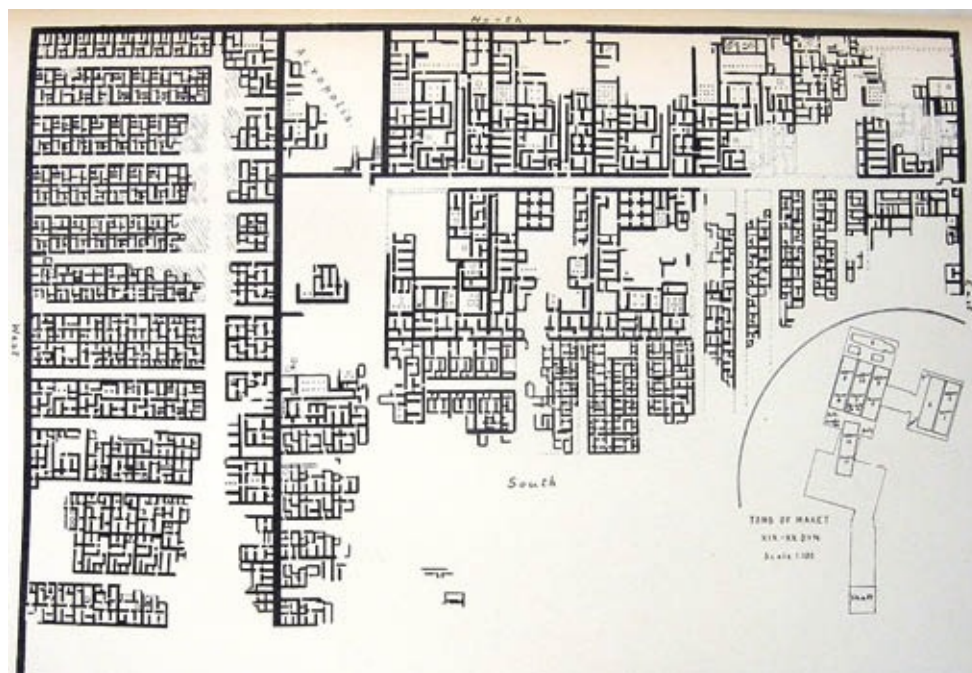 North
Acropolis.
West
South
TOMB OF MAKET
XIX-XX DYN
Scale 1:100
Shaft